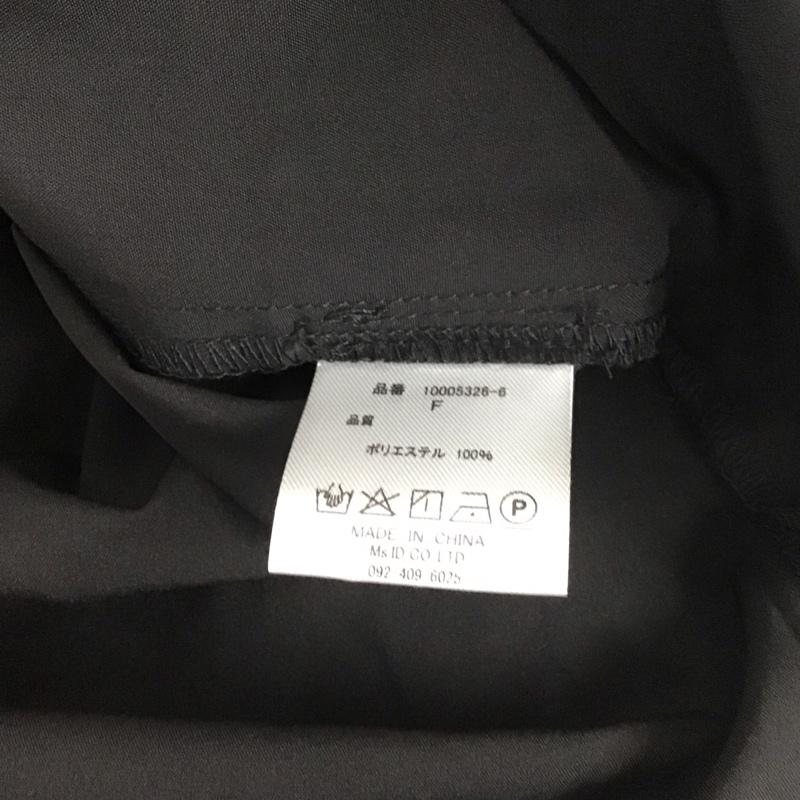 品番 10005326-6
F
品質
ポリエステル 100%
P
MADE IN CHINA
Ms ID.CO.LTD
092 409 6025